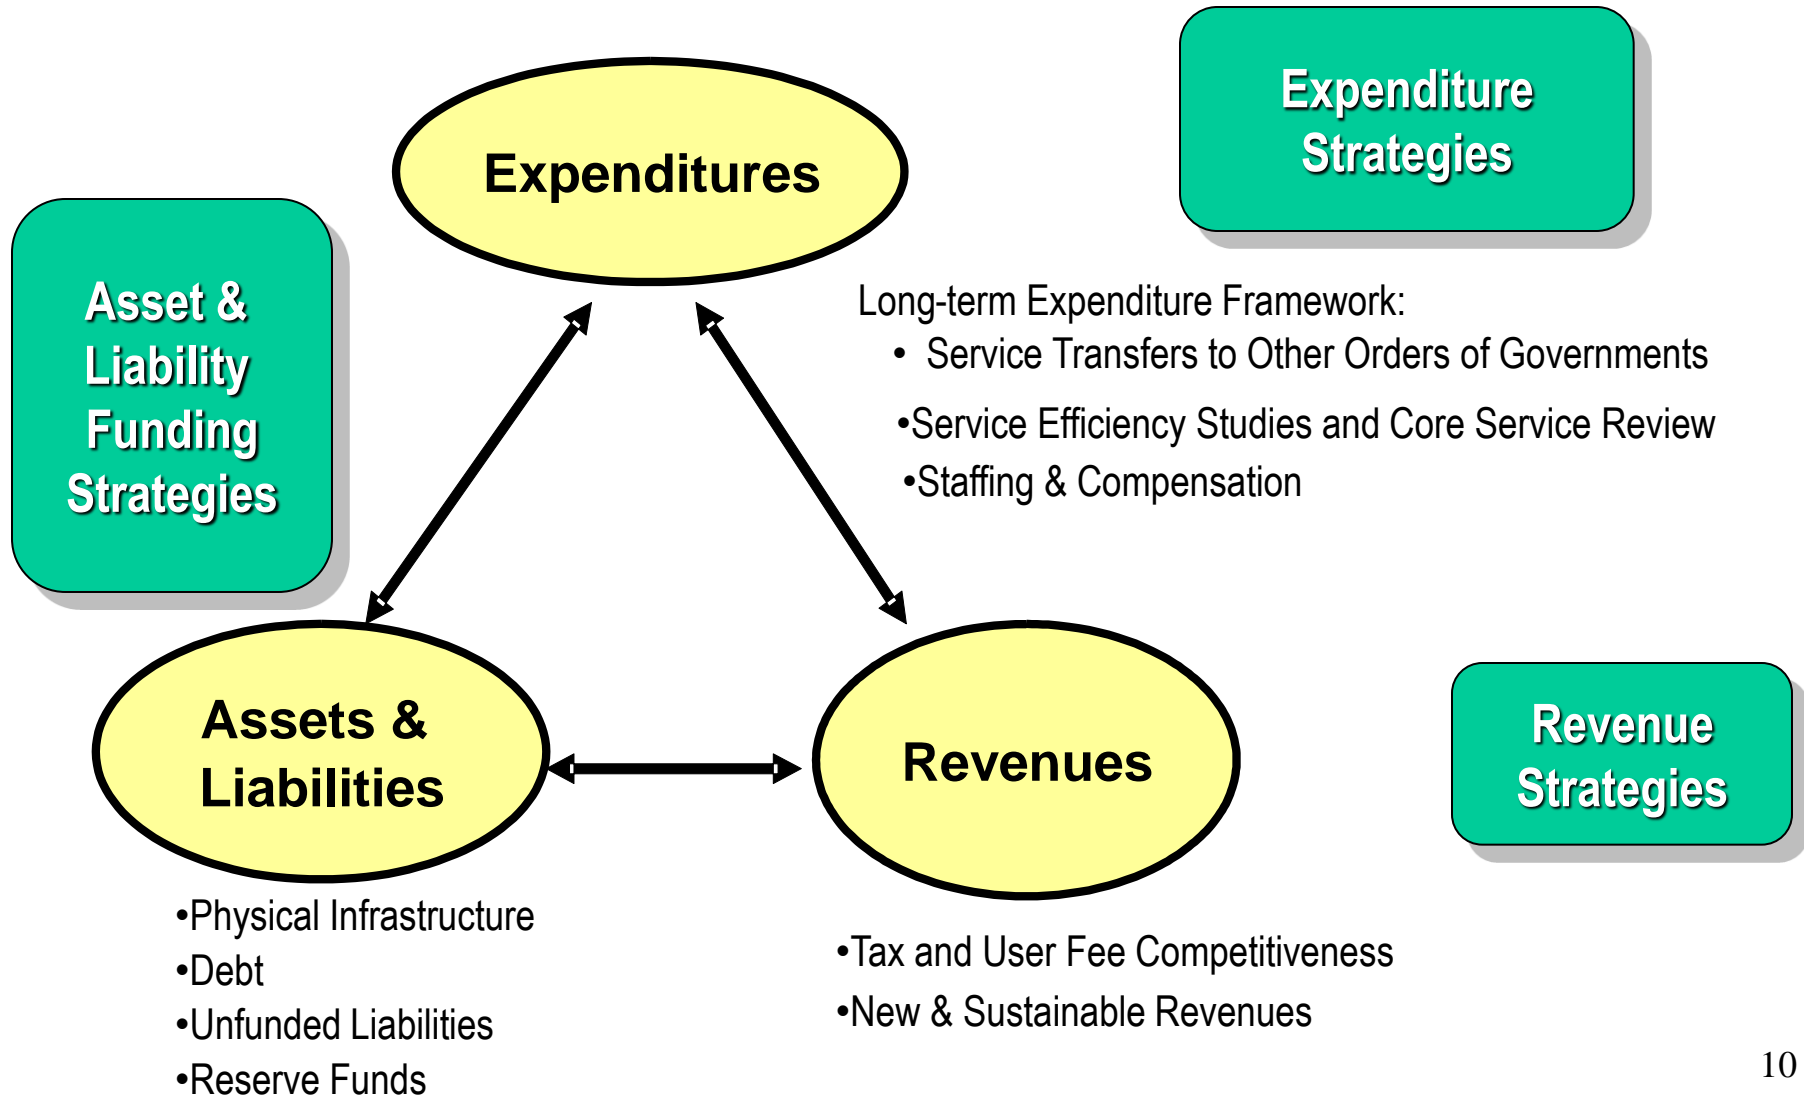 Expenditure
Strategies
Expenditures
Asset &
Liability
Funding
Strategies
Long-term Expenditure Framework:
• Service Transfers to Other Orders of Governments
•Service Efficiency Studies and Core Service Review
•Staffing & Compensation
Assets &
Liabilities
Revenues
Revenue
Strategies
•Physical Infrastructure
•Debt
•Unfunded Liabilities
•Reserve Funds
•Tax and User Fee Competitiveness
•New & Sustainable Revenues
10